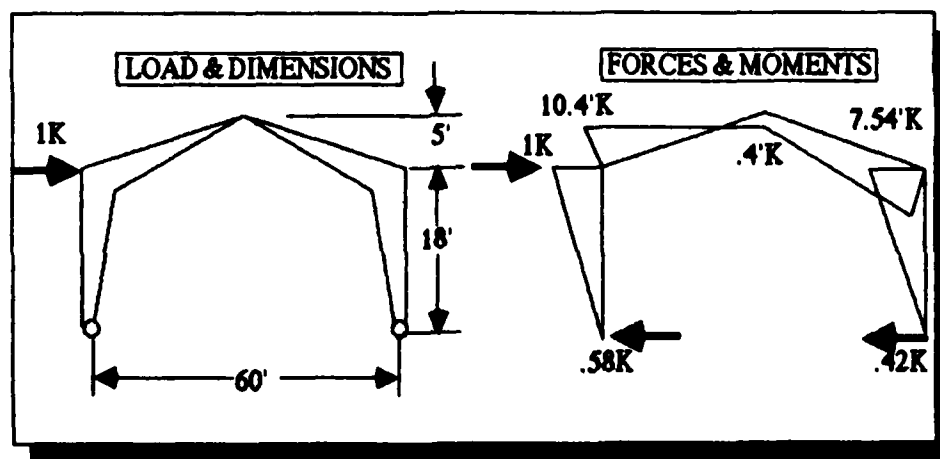 LOAD & DIMENSIONS
1K
5'
18'
60'
FORCES & MOMENTS
10.4'K
1K
7.54'K
.4'K
.58K
.42K